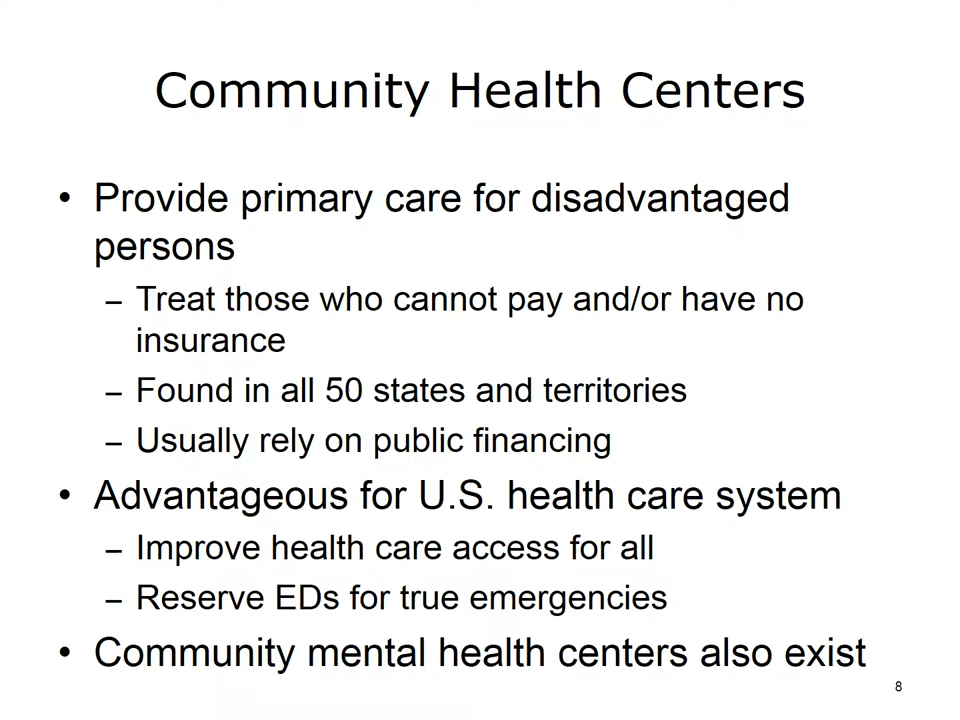 Community Health Centers
• Provide primary care for disadvantaged
persons
– Treat those who cannot pay and/or have no
insurance
– Found in all 50 states and territories
– Usually rely on public financing
• Advantageous for U.S. health care system
– Improve health care access for all
– Reserve EDs for true emergencies
• Community mental health centers also exist
8